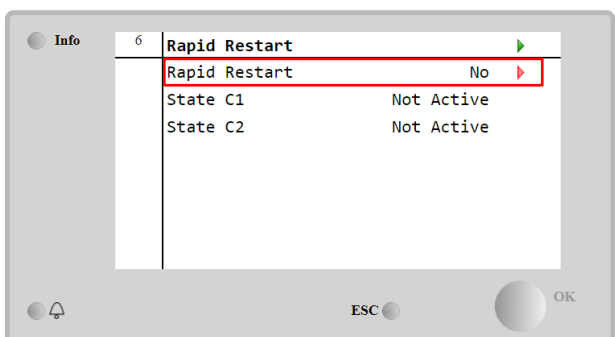 Info
6 Rapid Restart
Rapid Restart No
State C1 Not Active
State C2 Not Active
ESC
OK